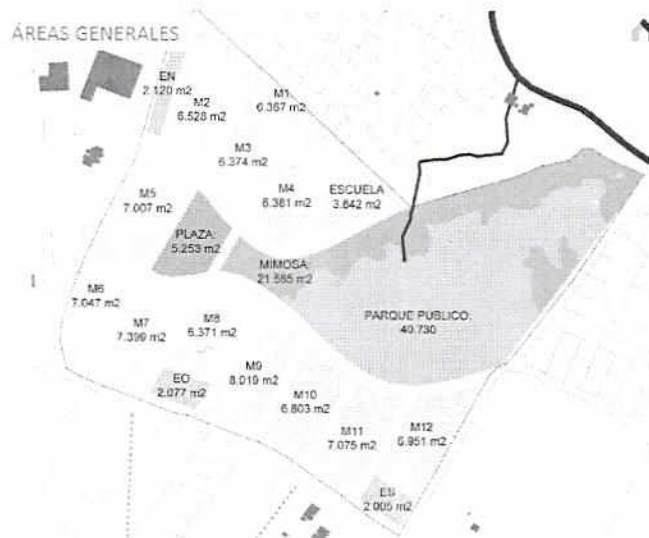 ÁREAS GENERALES
EN
2.120 m2
M2
6.528 m2
M1
6.367 m2
M3
6.374 m2
M4
6.381 m2
ESCUELA
3.642 m2
M5
7.007 m2
PLAZA:
5.253 m2
MIMOSA:
21.585 m2
M6
7.047 m2
M7
7.399 m2
M8
6.371 m2
PARQUE PÚBLICO:
40.730
EO
2.077 m2
M9
8.019 m2
M10
6.803 m2
M11
7.075 m2
M12
6.951 m2
ES
2.005 m2